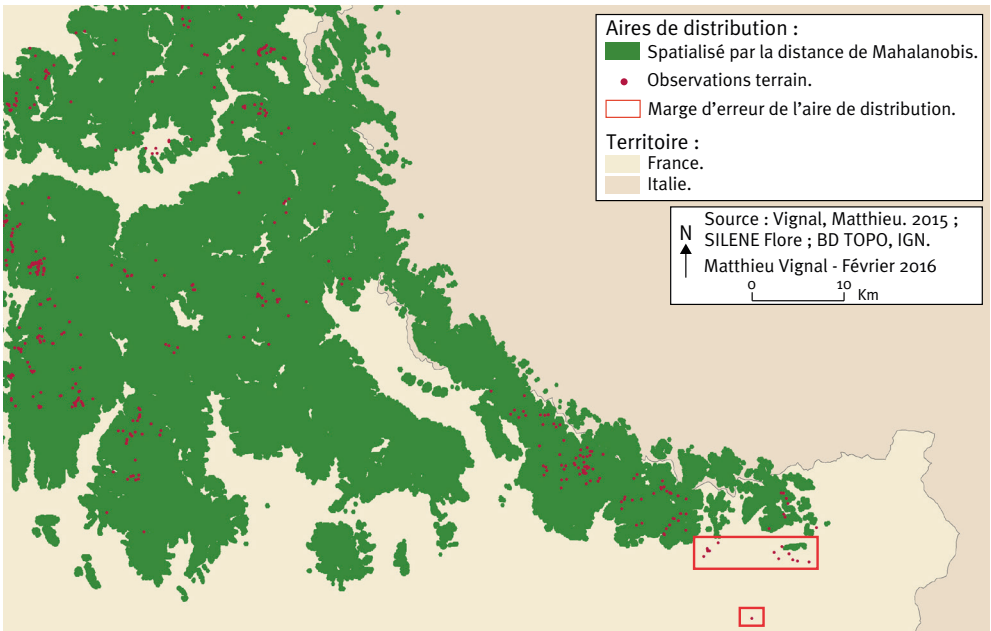 Aires de distribution :
Spatialisé par la distance de Mahalanobis.
Observations terrain.
Marge d’erreur de l’aire de distribution.
Territoire :
France.
Italie.
Source : Vignal, Matthieu. 2015 ;
N SILENE Flore ; BD TOPO, IGN.
Matthieu Vignal - Février 2016
0 10
Km